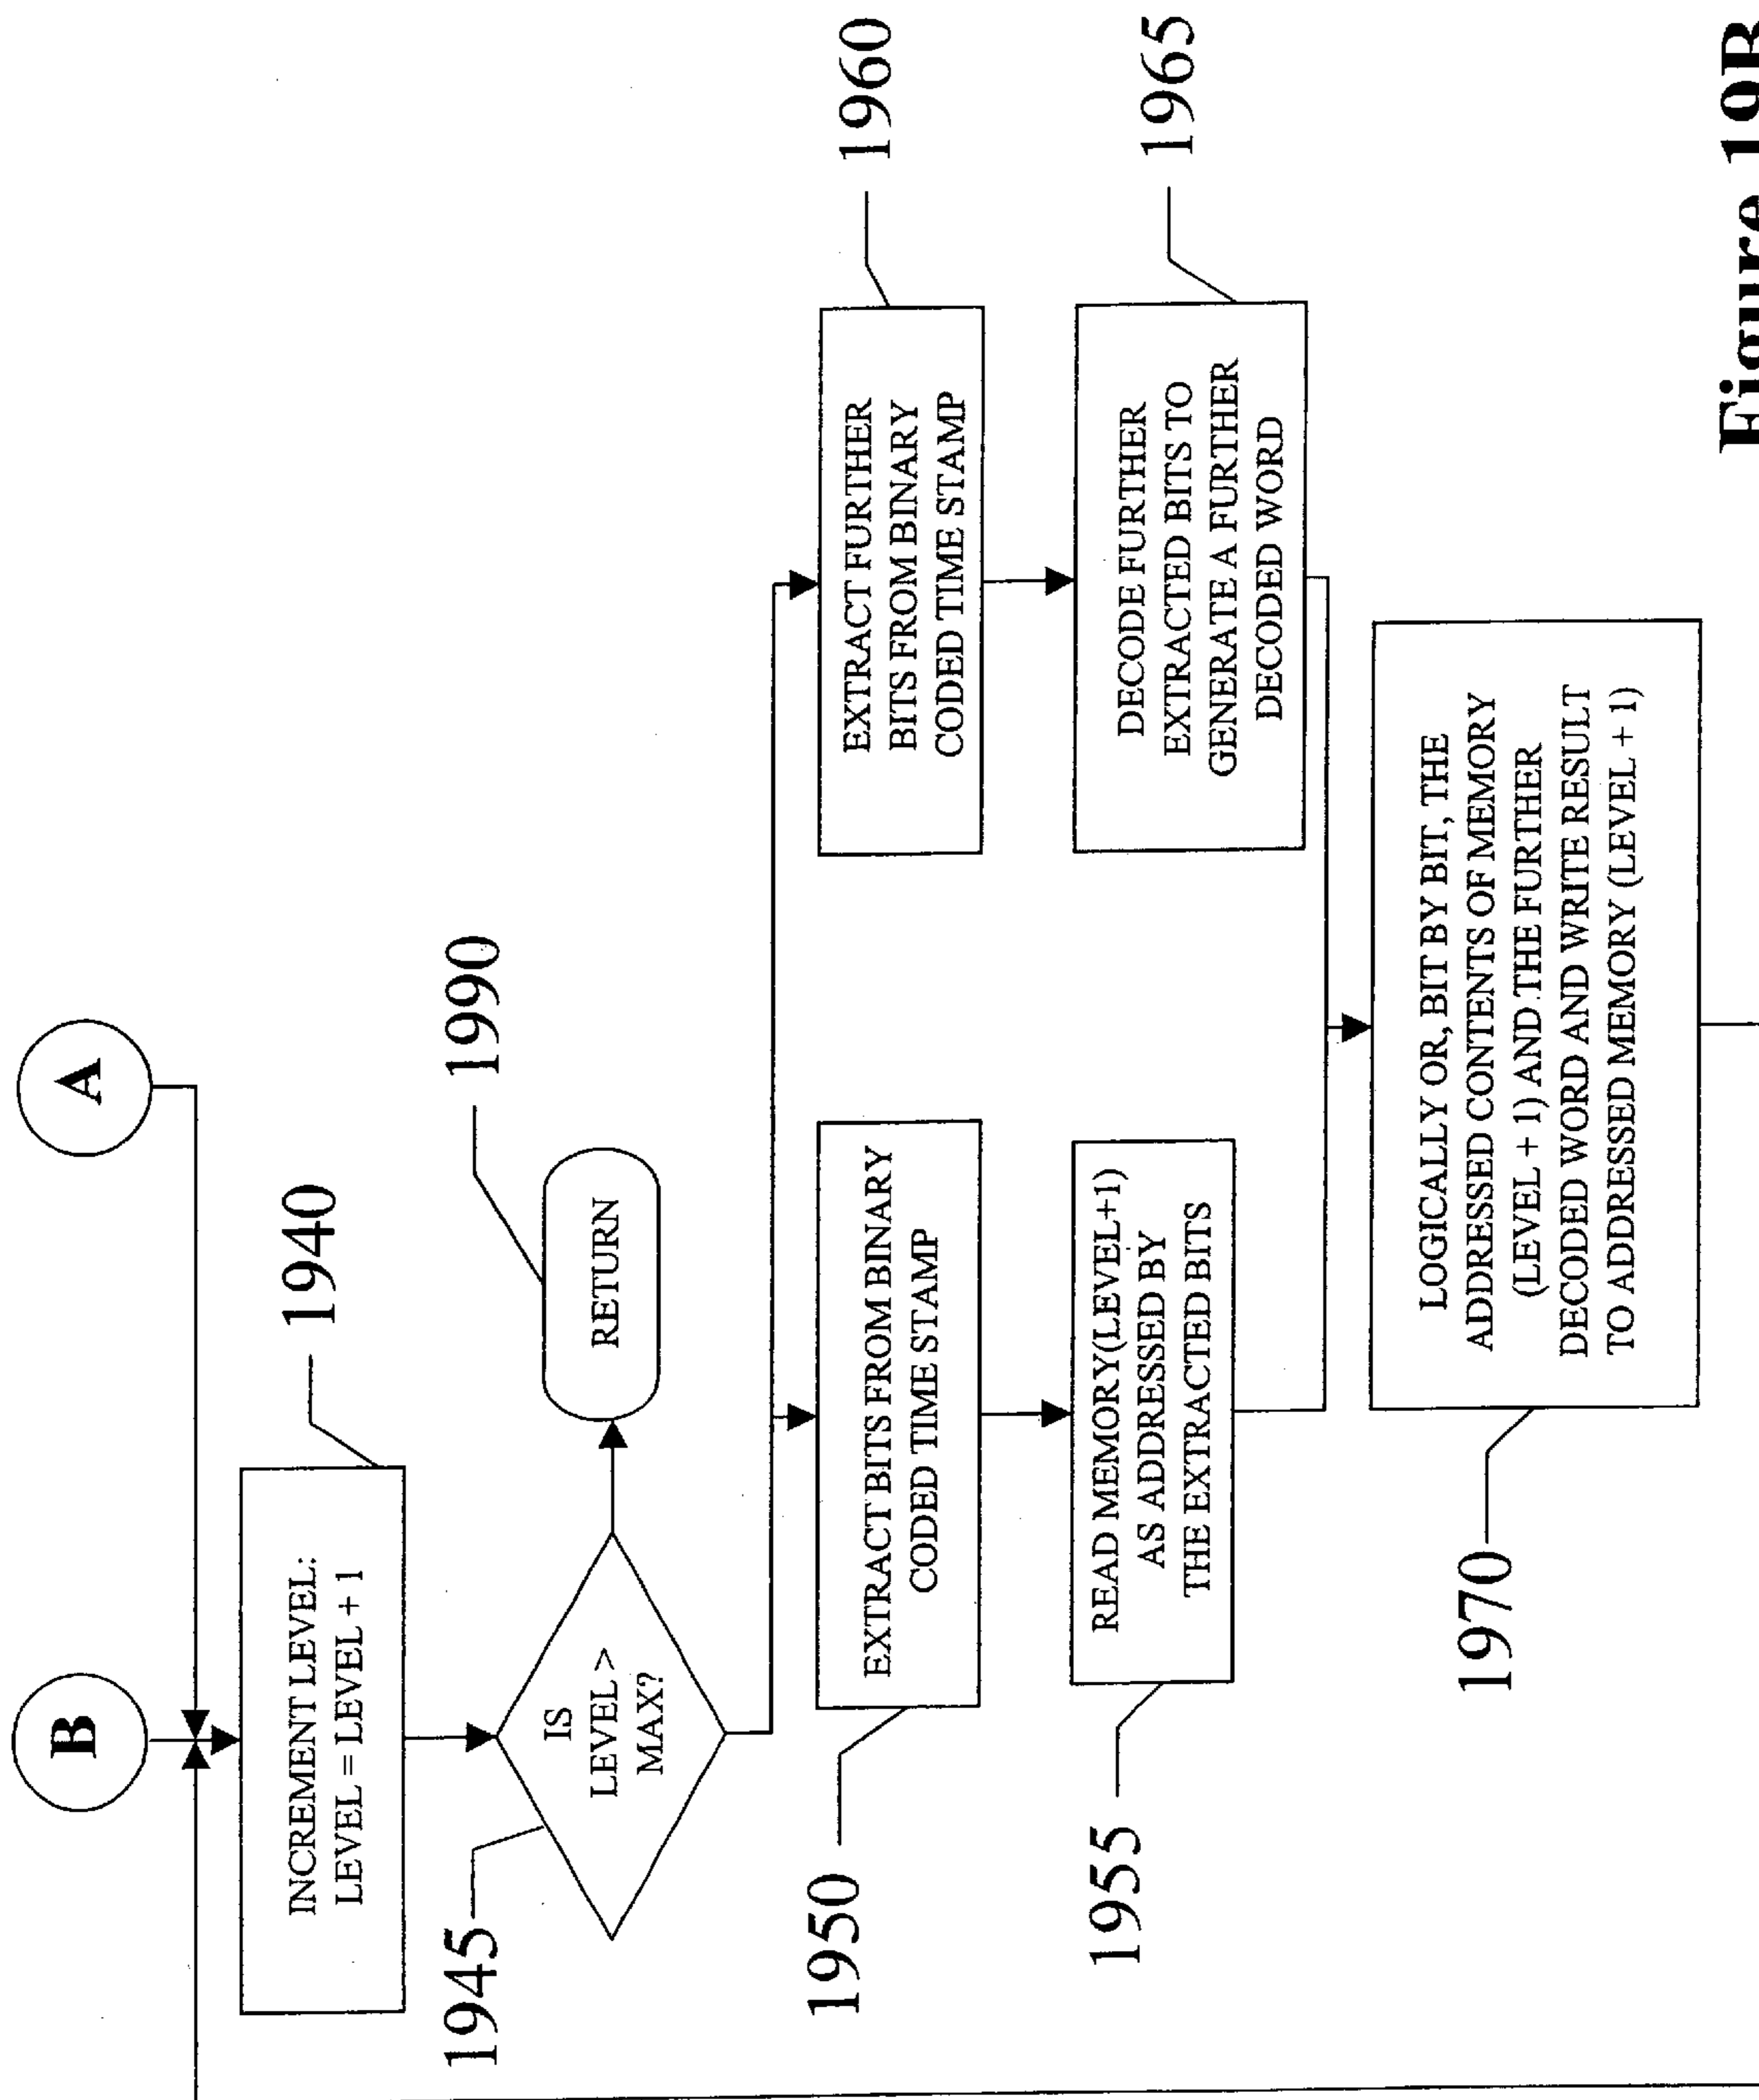 B
A
INCREMENT LEVEL:
LEVEL = LEVEL + 1
1940
1945
IS
LEVEL >
MAX?
RETURN
1990
1950
EXTRACT BITS FROM BINARY
CODED TIME STAMP
EXTRACT FURTHER
BITS FROM BINARY
CODED TIME STAMP
1960
1955
READ MEMORY(LEVEL+1)
AS ADDRESSED BY
THE EXTRACTED BITS
DECODE FURTHER
EXTRACTED BITS TO
GENERATE A FURTHER
DECODED WORD
1965
1970
LOGICALLY OR, BIT BY BIT, THE
ADDRESSED CONTENTS OF MEMORY
(LEVEL + 1) AND THE FURTHER
DECODED WORD AND WRITE RESULT
TO ADDRESSED MEMORY (LEVEL + 1)
Figure 19B